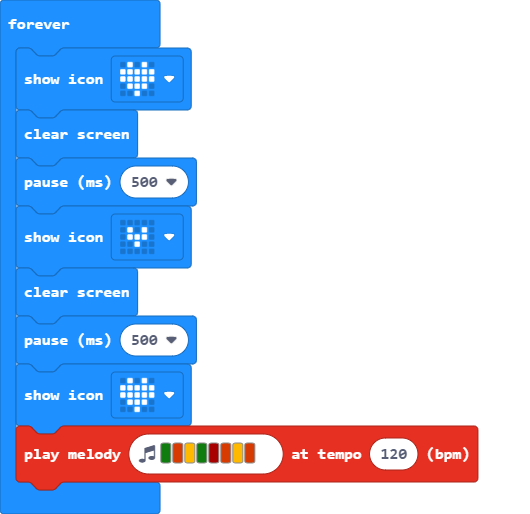 forever
show icon
clear screen
pause (ms) 500
show icon
clear screen
pause (ms) 500
show icon
play melody at tempo 120 (bpm)